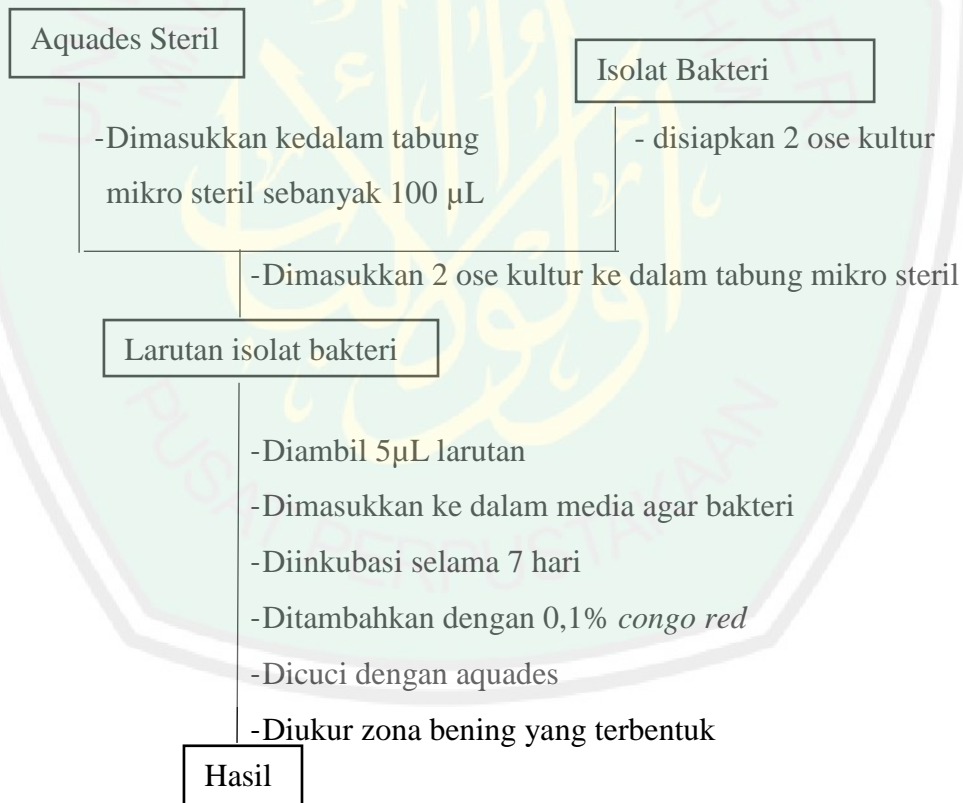 Aquades Steril
Isolat Bakteri
-Dimasukkan kedalam tabung
mikro steril sebanyak 100 µL
- disiapkan 2 ose kultur
-Dimasukkan 2 ose kultur ke dalam tabung mikro steril
Larutan isolat bakteri
-Diambil 5µL larutan
-Dimasukkan ke dalam media agar bakteri
-Diinkubasi selama 7 hari
-Ditambahkan dengan 0,1% congo red
-Dicuci dengan aquades
-Diukur zona bening yang terbentuk
Hasil
PUSAT PERPUSTAKAAN